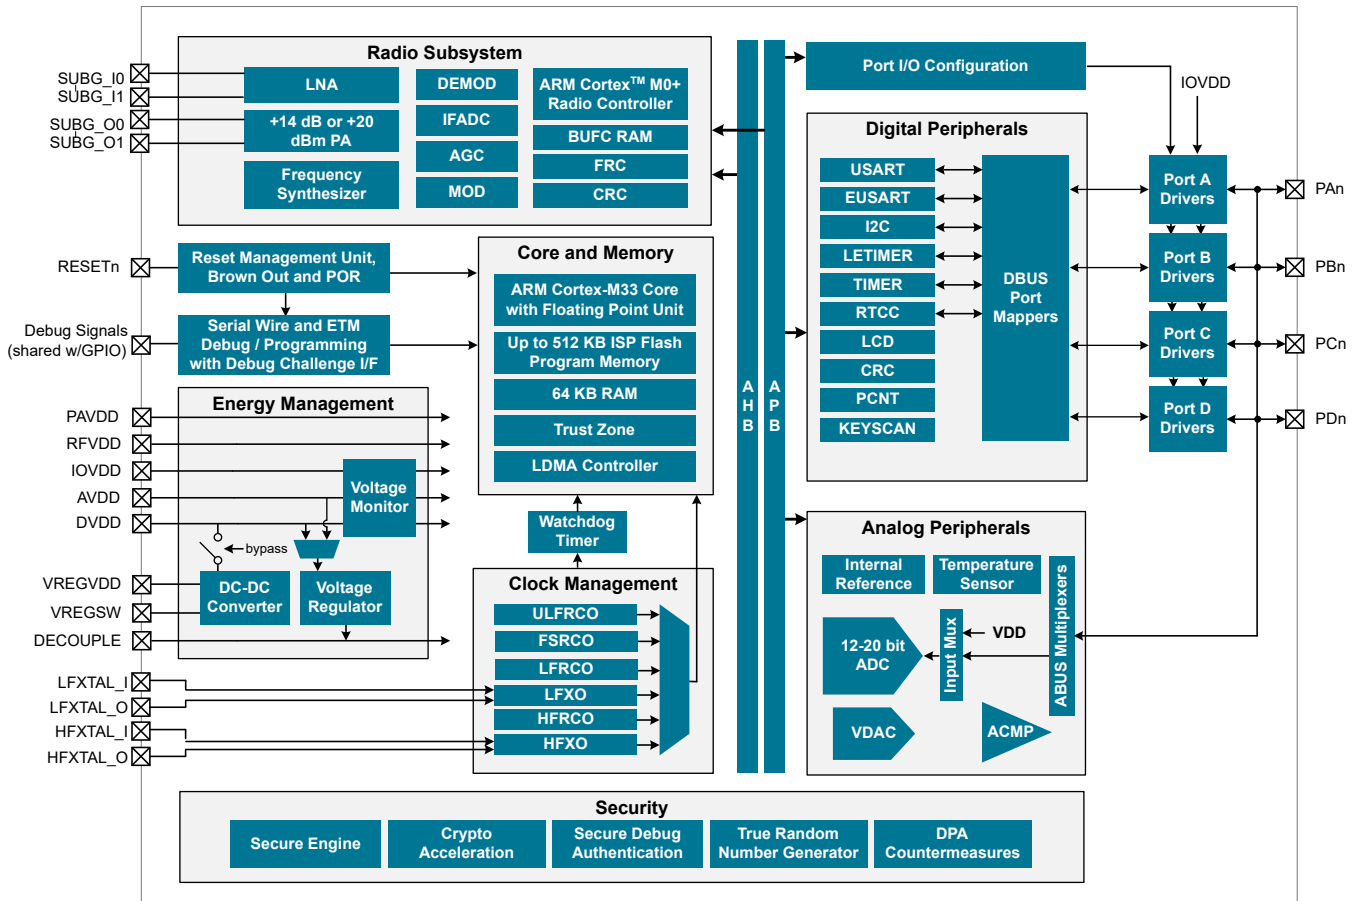 Radio Subsystem
SUBG_I0
SUBG_I1
SUBG_O0
SUBG_O1
LNA
+14 dB or +20
dBm PA
Frequency
Synthesizer
DEMOD
IFADC
AGC
MOD
ARM Cortex™ M0+
Radio Controller
BUFC RAM
FRC
CRC
RESETn
Reset Management Unit,
Brown Out and POR
Debug Signals
(shared w/GPIO)
Serial Wire and ETM
Debug / Programming
with Debug Challenge I/F
Core and Memory
ARM Cortex-M33 Core
with Floating Point Unit
Up to 512 KB ISP Flash
Program Memory
64 KB RAM
Trust Zone
LDMA Controller
Energy Management
PAVDD
RFVDD
IOVDD
AVDD
DVDD
VREGVDD
VREGSW
DECOUPLE
Voltage
Monitor
bypass
DC-DC
Converter
Voltage
Regulator
Watchdog
Timer
Clock Management
ULFRCO
FSRCO
LFRCO
LFXO
HFRCO
HFXO
LFXTAL_I
LFXTAL_O
HFXTAL_I
HFXTAL_O
AHB
APB
Port I/O Configuration
IOVDD
Digital Peripherals
USART
EUSART
I2C
LETIMER
TIMER
RTCC
LCD
CRC
PCNT
KEYSCAN
DBUS
Port
Mappers
Port A
Drivers
Port B
Drivers
Port C
Drivers
Port D
Drivers
PAn
PBn
PCn
PDn
Analog Peripherals
Internal
Reference
Temperature
Sensor
12-20 bit
ADC
Input Mux
VDD
ABUS Multiplexers
VDAC
ACMP
Security
Secure Engine
Crypto
Acceleration
Secure Debug
Authentication
True Random
Number Generator
DPA
Countermeasures